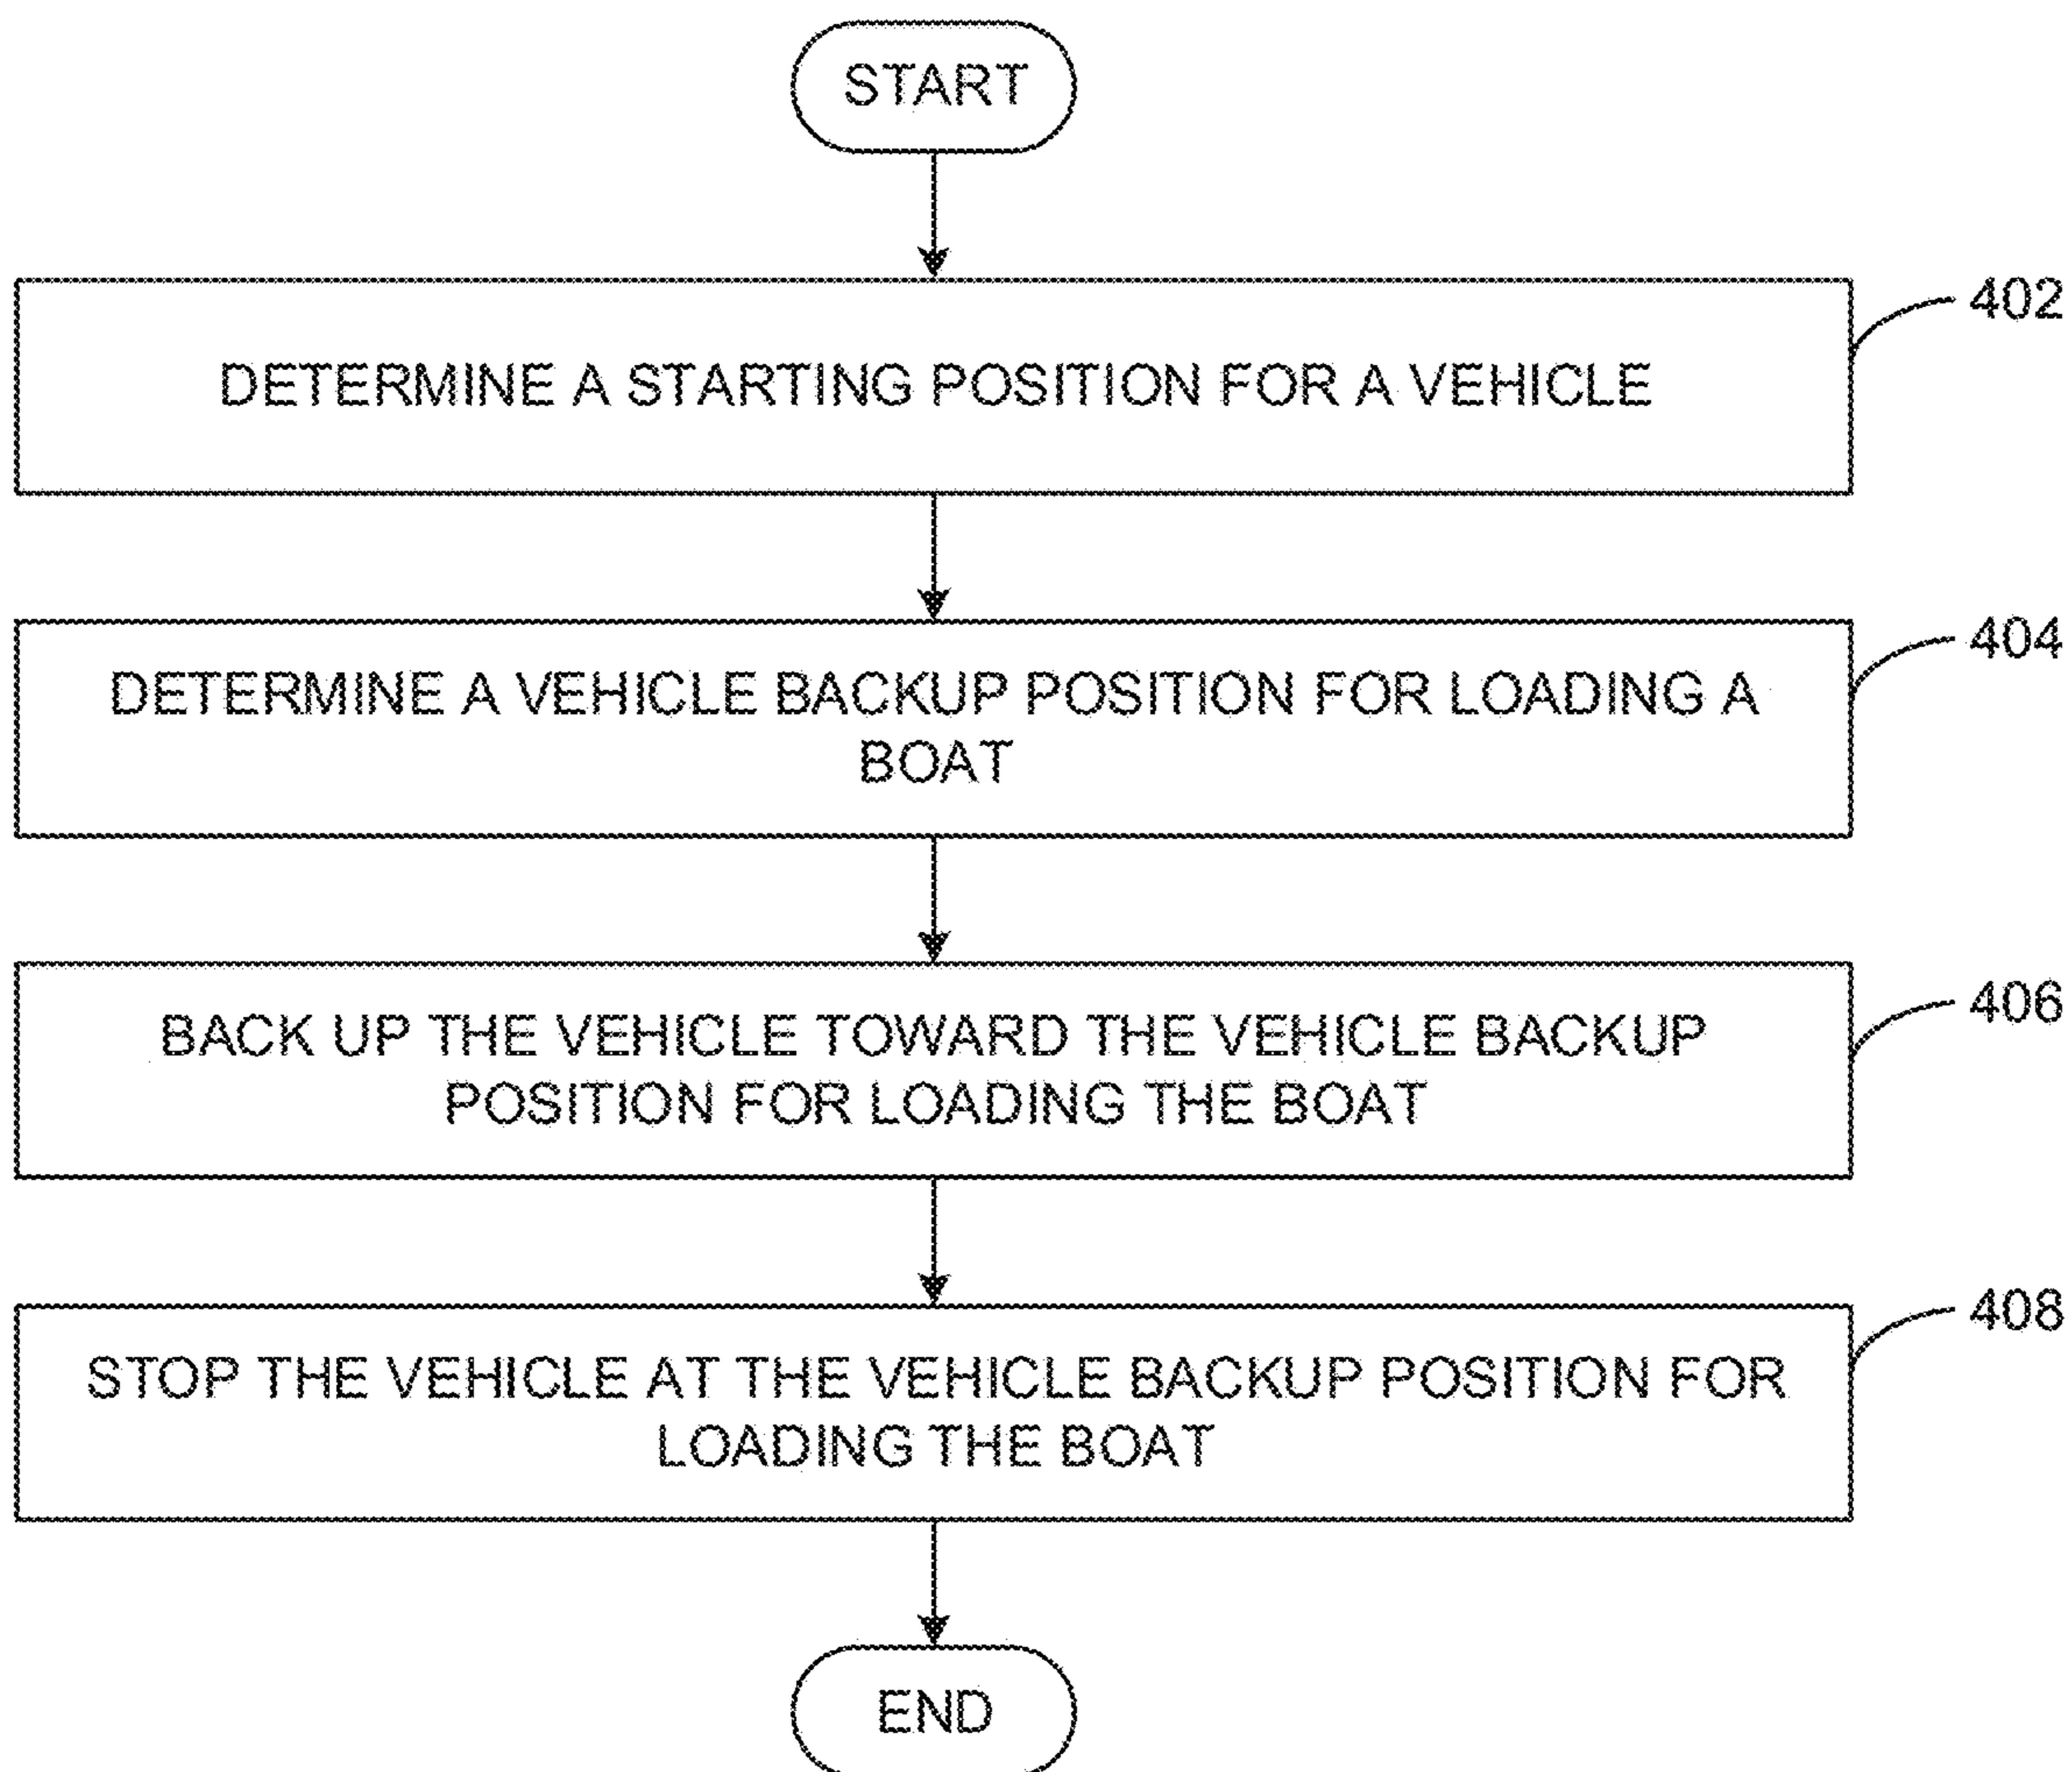 START
402
DETERMINE A STARTING POSITION FOR A VEHICLE
404
DETERMINE A VEHICLE BACKUP POSITION FOR LOADING A
BOAT
406
BACK UP THE VEHICLE TOWARD THE VEHICLE BACKUP
POSITION FOR LOADING THE BOAT
408
STOP THE VEHICLE AT THE VEHICLE BACKUP POSITION FOR
LOADING THE BOAT
END